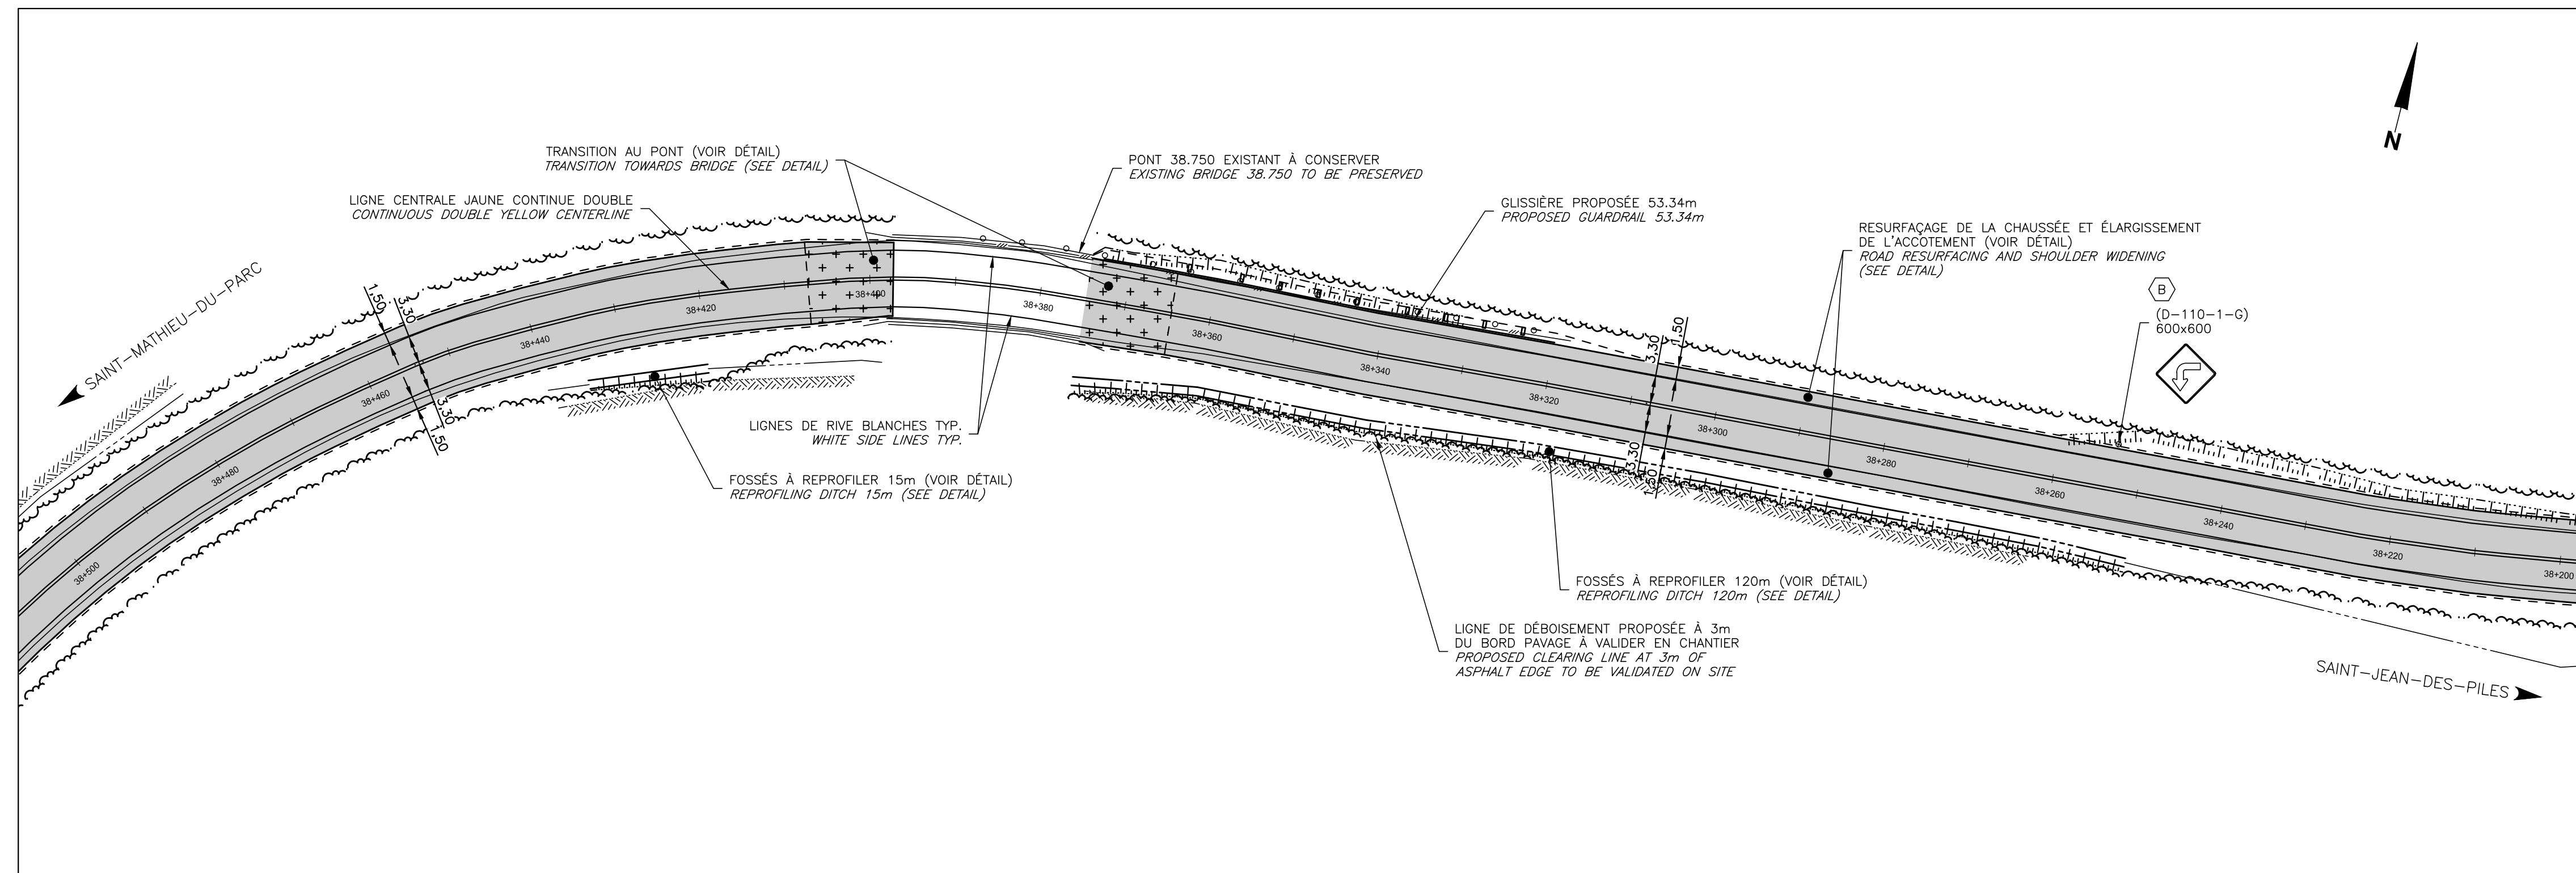 N
TRANSITION AU PONT (VOIR DÉTAIL)
TRANSITION TOWARDS BRIDGE (SEE DETAIL)
PONT 38.750 EXISTANT À CONSERVER
EXISTING BRIDGE 38.750 TO BE PRESERVED
LIGNE CENTRALE JAUNE CONTINUE DOUBLE
CONTINUOUS DOUBLE YELLOW CENTERLINE
GLISSIÈRE PROPOSÉE 53.34m
PROPOSED GUARDRAIL 53.34m
RESURFAÇAGE DE LA CHAUSSÉE ET ÉLARGISSEMENT
DE L'ACCOTEMENT (VOIR DÉTAIL)
ROAD RESURFACING AND SHOULDER WIDENING
(SEE DETAIL)
B
(D-110-1-G)
600x600
SAINT-MATHIEU-DU-PARC
1,50
3,30
3,30
1,50
38+500
38+480
38+460
38+440
38+420
38+400
38+380
38+360
38+340
38+320
38+300
38+280
38+260
38+240
38+220
38+200
3,30
1,50
3,30
1,50
LIGNES DE RIVE BLANCHES TYP.
WHITE SIDE LINES TYP.
FOSSÉS À REPROFILER 15m (VOIR DÉTAIL)
REPROFILING DITCH 15m (SEE DETAIL)
FOSSÉS À REPROFILER 120m (VOIR DÉTAIL)
REPROFILING DITCH 120m (SEE DETAIL)
LIGNE DE DÉBOISEMENT PROPOSÉE À 3m
DU BORD PAVAGE À VALIDER EN CHANTIER
PROPOSED CLEARING LINE AT 3m OF
ASPHALT EDGE TO BE VALIDATED ON SITE
SAINT-JEAN-DES-PILES